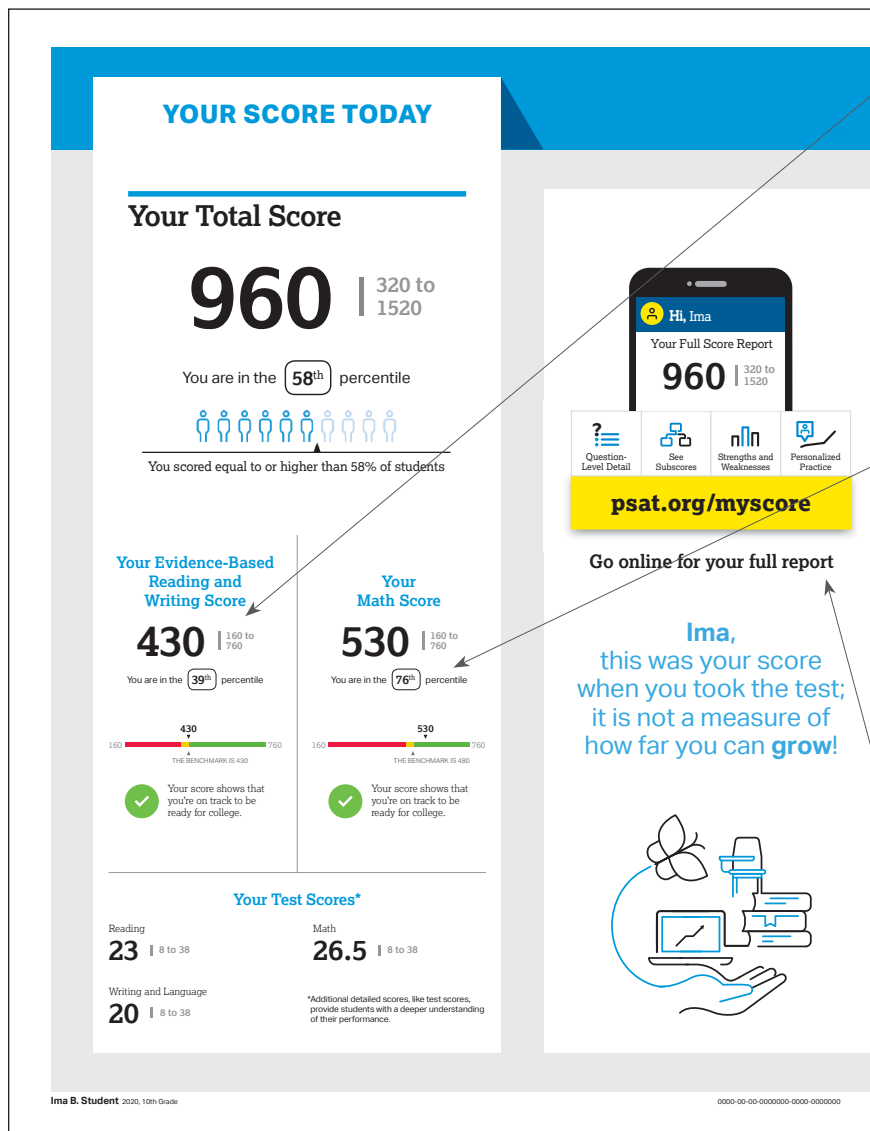 YOUR SCORE TODAY
Your Total Score
960 | 320 to
1520
You are in the 58th percentile
You scored equal to or higher than 58% of students
Your Evidence-Based
Reading and
Writing Score
430 | 160 to
760
You are in the 39th percentile
430
160 760
THE BENCHMARK IS 430
Your score shows that
you're on track to be
ready for college.
Your
Math Score
530 | 160 to
760
You are in the 76th percentile
530
160 760
THE BENCHMARK IS 480
Your score shows that
you're on track to be
ready for college.
Your Test Scores*
Reading
23 | 8 to 38
Math
26.5 | 8 to 38
Writing and Language
20 | 8 to 38
*Additional detailed scores, like test scores,
provide students with a deeper understanding
of their performance.
Hi, Ima
Your Full Score Report
960 | 320 to
1520
?
Question-
Level Detail
See
Subscores
Strengths and
Weaknesses
Personalized
Practice
psat.org/myscore
Go online for your full report
Ima,
this was your score
when you took the test;
it is not a measure of
how far you can grow!
Ima B. Student 2020, 10th Grade
0000-00-00-0000000-0000-0000000